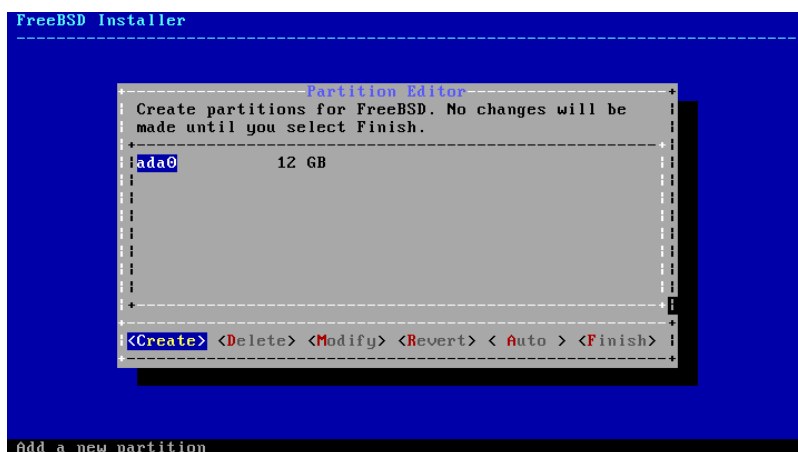 FreeBSD Installer
Partition Editor
Create partitions for FreeBSD. No changes will be
made until you select Finish.
ada0 12 GB
<Create> <Delete> <Modify> <Revert> < Auto > <Finish>
Add a new partition